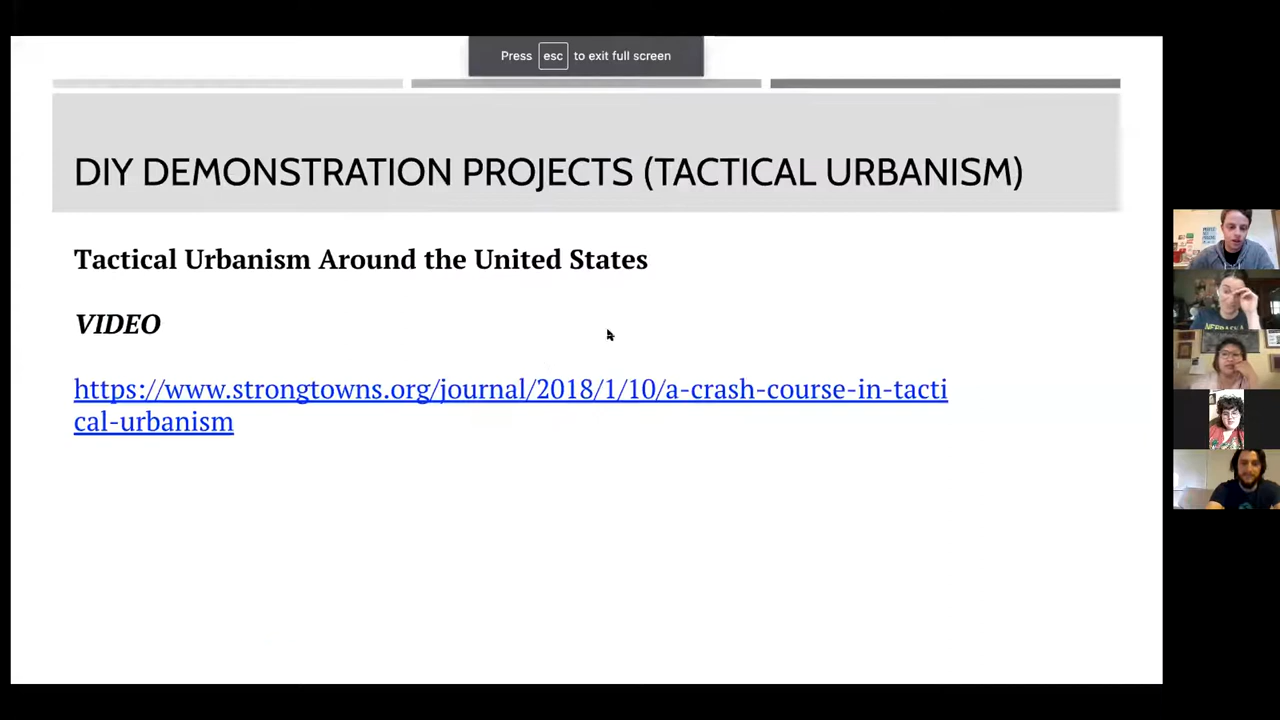 Press esc to exit full screen
DIY DEMONSTRATION PROJECTS (TACTICAL URBANISM)
Tactical Urbanism Around the United States
VIDEO
https://www.strongtowns.org/journal/2018/1/10/a-crash-course-in-tacti
cal-urbanism